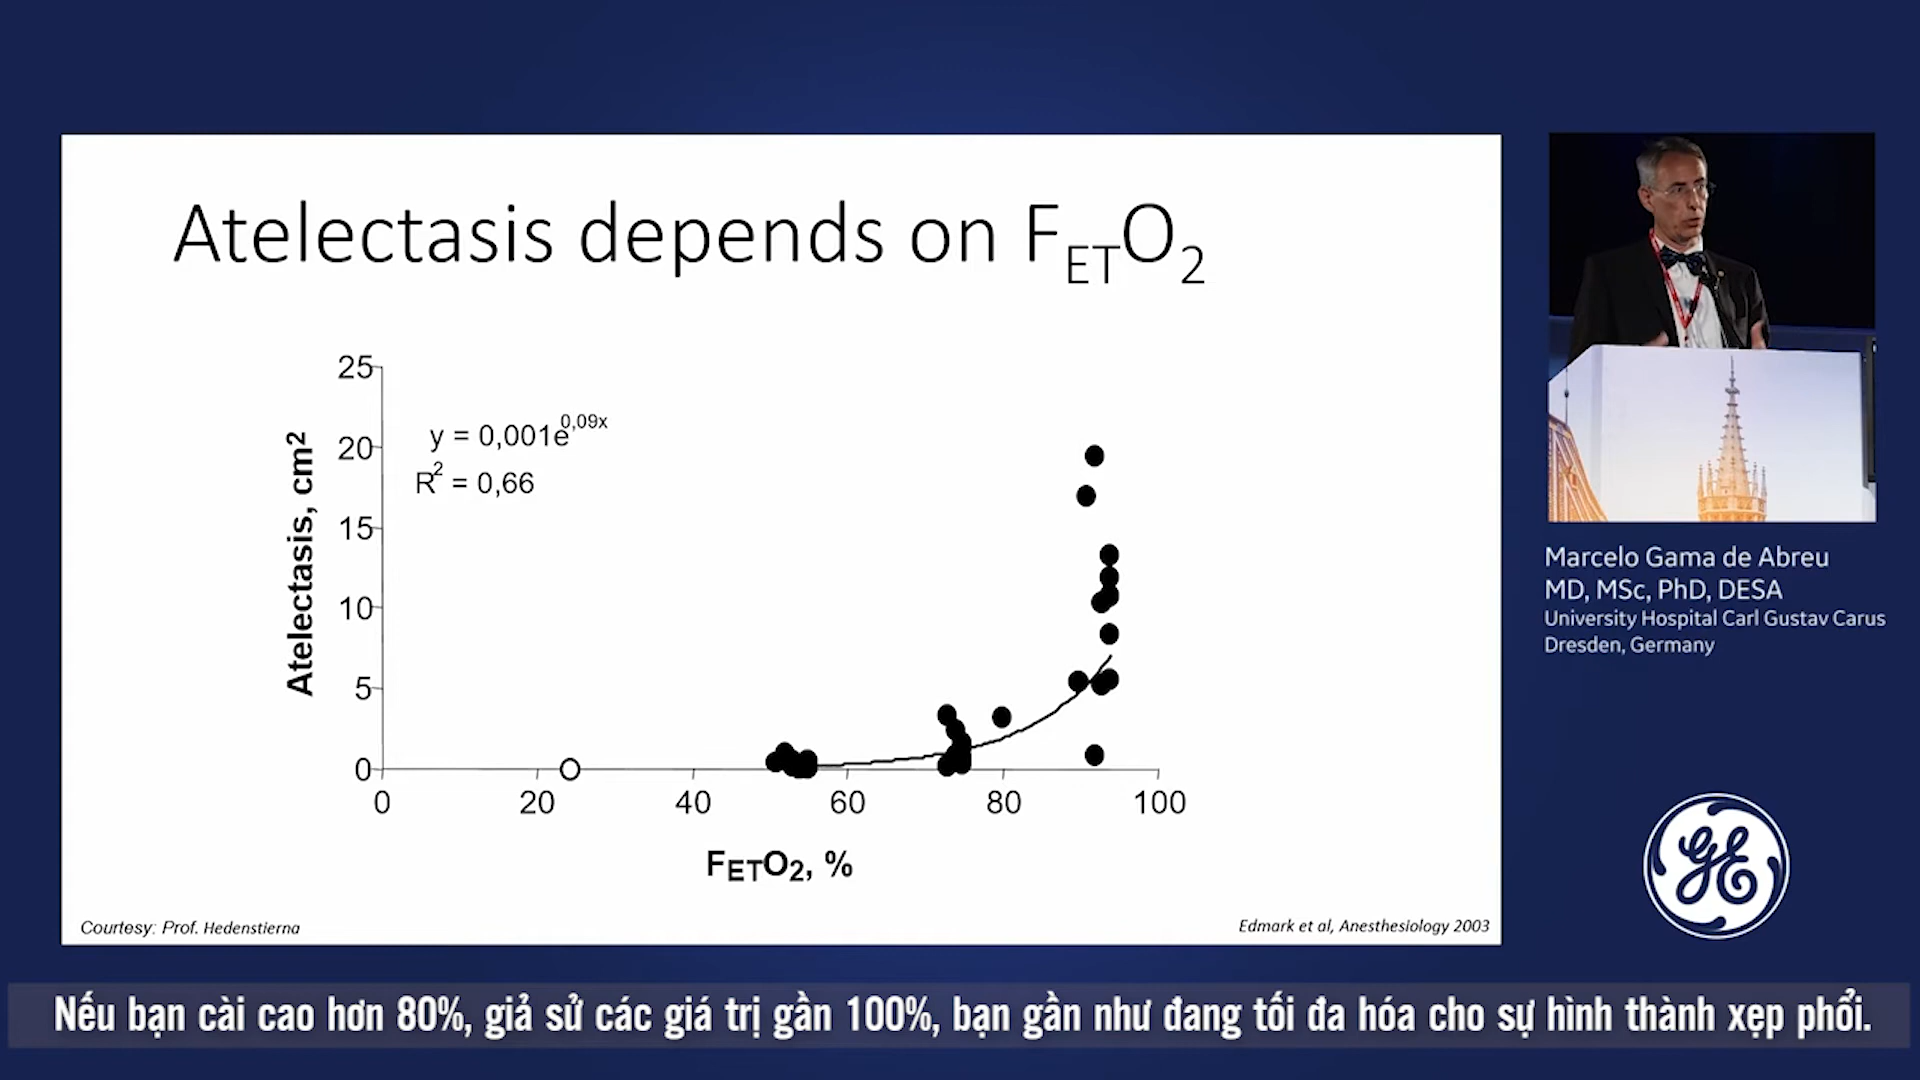 Atelectasis depends on FETO2
25
20
15
10
5
0
y = 0,001e0,09x
R2 = 0,66
Atelectasis, cm2
0 20 40 60 80 100
FETO2, %
Courtesy: Prof. Hedenstierna
Edmark et al, Anesthesiology 2003
Marcelo Gama de Abreu
MD, MSc, PhD, DESA
University Hospital Carl Gustav Carus
Dresden, Germany
GE
Nếu bạn cài cao hơn 80%, giả sử các giá trị gần 100%, bạn gần như đang tối đa hóa cho sự hình thành xẹp phổi.